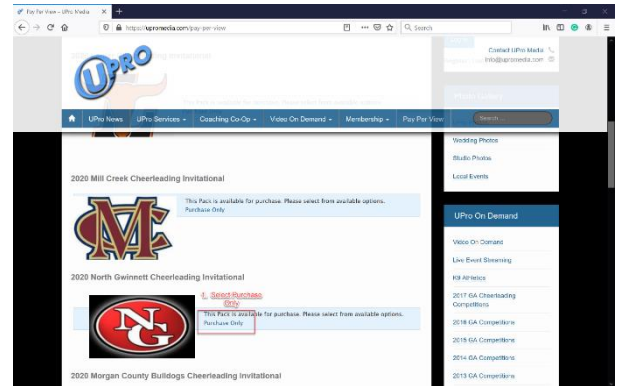 Pay Per View – UPro Media
https://upromedia.com/pay-per-view
Search
UPRO
Contact UPro Media
info@upromedia.com
UPro News UPro Services Coaching Co-Op Video On Demand Membership Pay Per View Search ...
Wedding Photos
Studio Photos
Local Events
2020 Mill Creek Cheerleading Invitational
This Pack is available for purchase. Please select from available options.
Purchase Only
MC
UPro On Demand
Video On Demand
Live Event Streaming
2020 North Gwinnett Cheerleading Invitational
Kill Athletics
1. Select Purchase
Only
This Pack is available for purchase. Please select from available options.
Purchase Only
NG
2017 GA Cheerleading
Competitions
2016 GA Competitions
2015 GA Competitions
2014 GA Competitions
2020 Morgan County Bulldogs Cheerleading Invitational
2013 GA Competitions